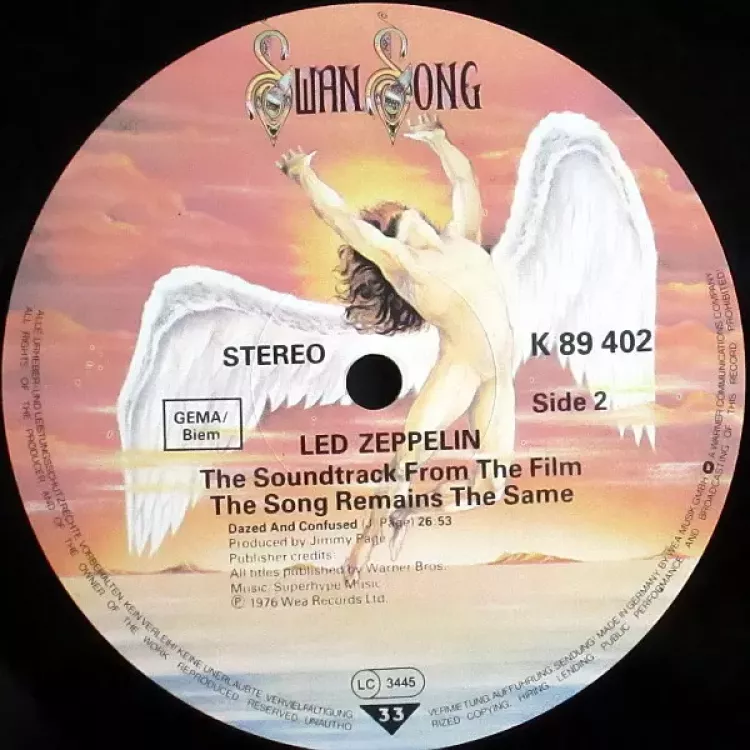 SWAN SONG
STEREO
K 89 402
GEMA/
Biem
Side 2
LED ZEPPELIN
The Soundtrack From The Film
The Song Remains The Same
Dazed And Confused (J. Page) 26:53
Produced by Jimmy Page
Publisher credits:
All titles published by Warner Bros.
Music, Superhype Music
℗ 1976 Wea Records Ltd.
LC 3445
33
ALLE URHEBER- UND LEISTUNGSSCHUTZRECHTE VORBEHALTEN. KEIN VERLEIH! KEINE UNERLAUBTE VERVIELFÄLTIGUNG, VERMIETUNG, AUFFÜHRUNG, SENDUNG! MADE IN GERMANY BY WEA MUSIK GMBH A WARNER COMMUNICATIONS COMPANY
ALL RIGHTS OF THE PRODUCER AND OF THE OWNER OF THE WORK REPRODUCED RESERVED. UNAUTHORIZED COPYING, HIRING, LENDING, PUBLIC PERFORMANCE AND BROADCASTING OF THIS RECORD PROHIBITED.